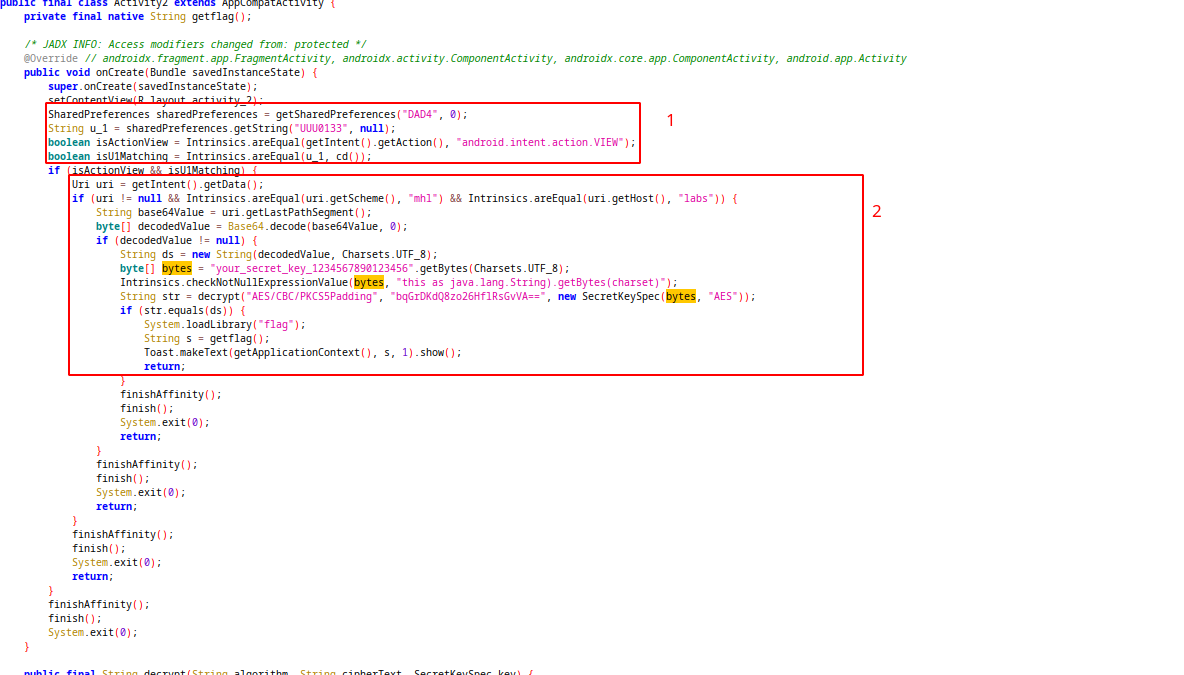 public final class Activity2 extends AppCompatActivity {
    private final native String getflag();
    /* JADX INFO: Access modifiers changed from: protected */
    @Override // androidx.fragment.app.FragmentActivity, androidx.activity.ComponentActivity, androidx.core.app.ComponentActivity, android.app.Activity
    public void onCreate(Bundle savedInstanceState) {
        super.onCreate(savedInstanceState);
        setContentView(R.layout.activity_2);
        SharedPreferences sharedPreferences = getSharedPreferences("DAD4", 0);
1
        String u_1 = sharedPreferences.getString("UUU0133", null);
        boolean isActionView = Intrinsics.areEqual(getIntent().getAction(), "android.intent.action.VIEW");
        boolean isU1Matching = Intrinsics.areEqual(u_1, cd());
        if (isActionView && isU1Matching) {
            Uri uri = getIntent().getData();
            if (uri != null && Intrinsics.areEqual(uri.getScheme(), "mhl") && Intrinsics.areEqual(uri.getHost(), "labs")) {
2
                String base64Value = uri.getLastPathSegment();
                byte[] decodedValue = Base64.decode(base64Value, 0);
                if (decodedValue != null) {
                    String ds = new String(decodedValue, Charsets.UTF_8);
                    byte[] bytes = "your_secret_key_1234567890123456".getBytes(Charsets.UTF_8);
                    Intrinsics.checkNotNullExpressionValue(bytes, "this as java.lang.String).getBytes(charset)");
                    String str = decrypt("AES/CBC/PKCS5Padding", "bqGrDKdQ8zo26HflRsGvVA==", new SecretKeySpec(bytes, "AES"));
                    if (str.equals(ds)) {
                        System.loadLibrary("flag");
                        String s = getflag();
                        Toast.makeText(getApplicationContext(), s, 1).show();
                        return;
                    }
                    finishAffinity();
                    finish();
                    System.exit(0);
                    return;
                }
                finishAffinity();
                finish();
                System.exit(0);
                return;
            }
            finishAffinity();
            finish();
            System.exit(0);
            return;
        }
        finishAffinity();
        finish();
        System.exit(0);
    }
    public final String decrypt(String algorithm, String cipherText, SecretKeySpec key) {